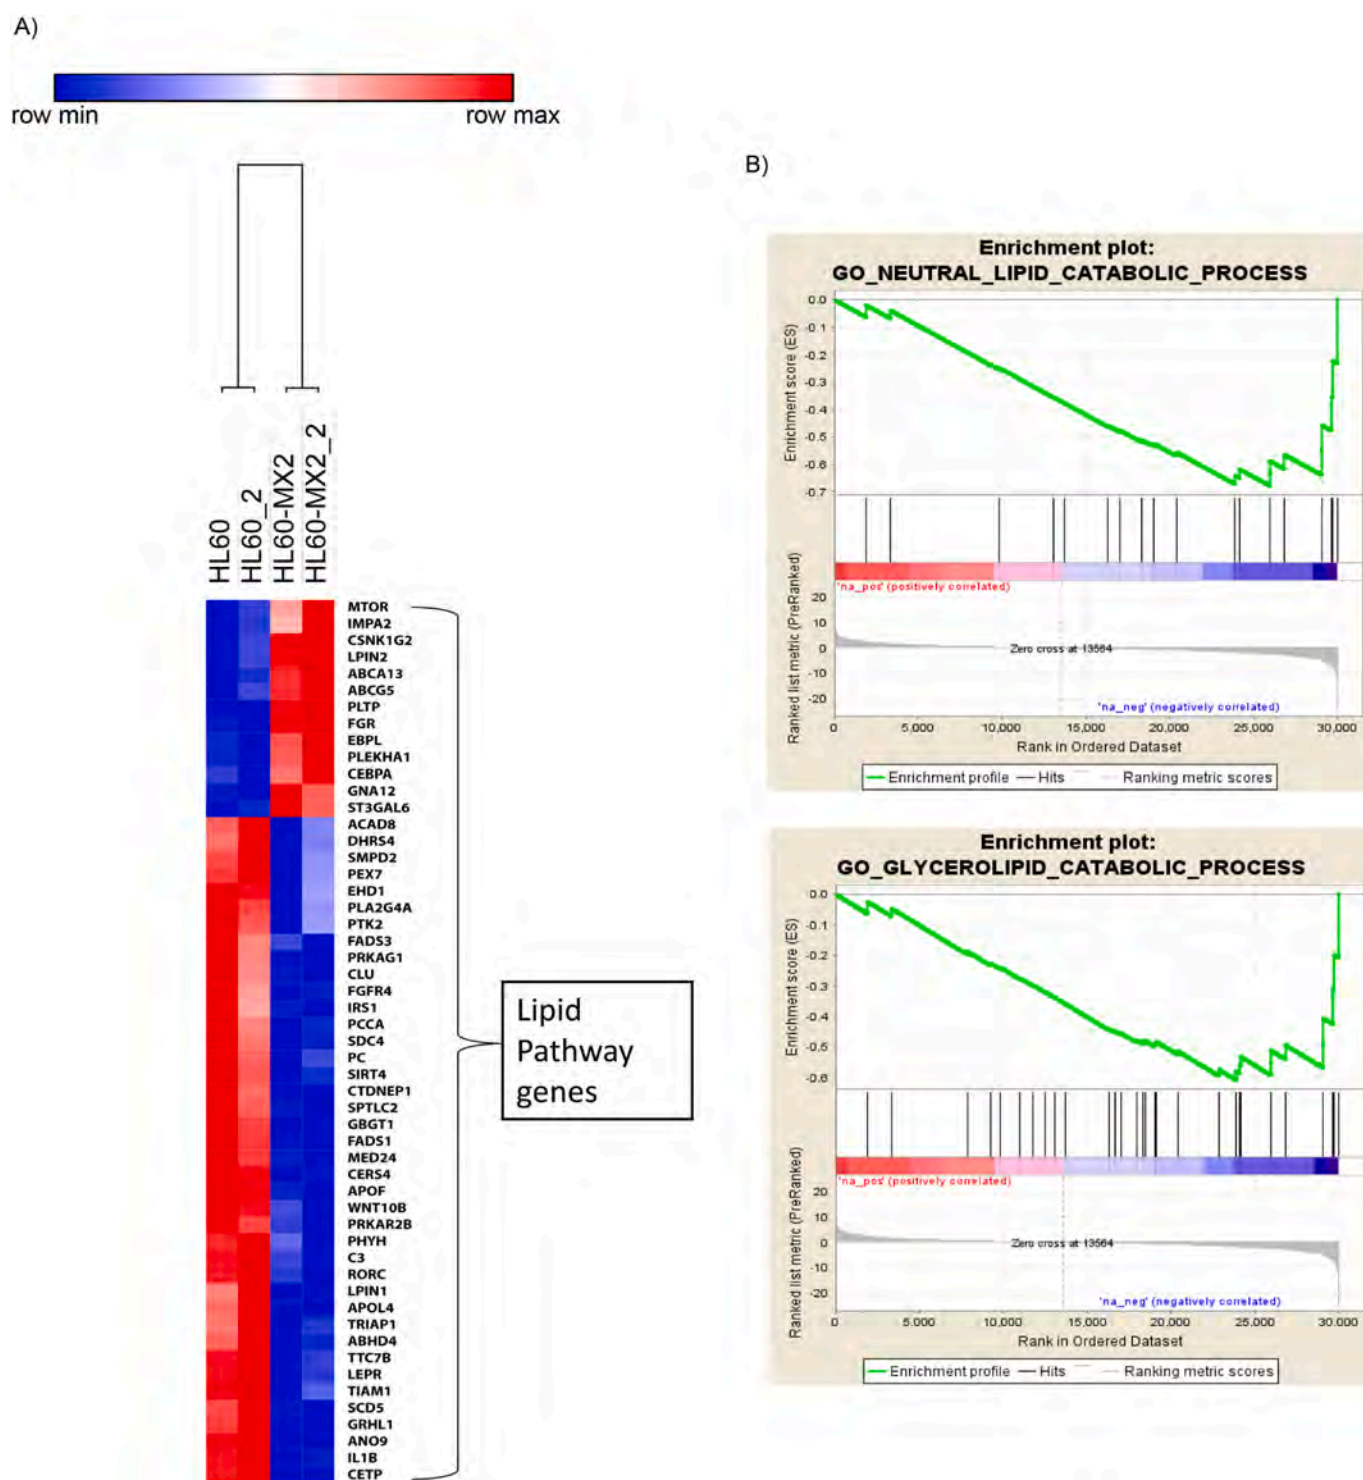 A)
row min
row max
HL60
HL60_2
HL60-MX2
HL60-MX2_2
MTOR
IMPA2
CSNK1G2
LPIN2
ABCA13
ABCG5
PLTP
FGR
EBPL
PLEKHA1
CEBPA
GNA12
ST3GAL6
ACAD8
DHRS4
SMPD2
PEX7
EHD1
PLA2G4A
PTK2
FADS3
PRKAG1
CLU
FGFR4
IRS1
PCCA
SDC4
PC
SIRT4
CTDNEP1
SPTLC2
GBGT1
FADS1
MED24
CERS4
APOF
WNT10B
PRKAR2B
PHYH
C3
RORC
LPIN1
APOL4
TRIAP1
ABHD4
TTC7B
LEPR
TIAM1
SCD5
GRHL1
ANO9
IL1B
CETP
Lipid
Pathway
genes
B)
Enrichment plot:
GO_NEUTRAL_LIPID_CATABOLIC_PROCESS
Enrichment score (ES)
0.0
-0.1
-0.2
-0.3
-0.4
-0.5
-0.6
-0.7
'na_pos' (positively correlated)
Ranked list metric (PreRanked)
20
10
0
-10
-20
Zero cross at 13564
'na_neg' (negatively correlated)
0 5,000 10,000 15,000 20,000 25,000 30,000
Rank in Ordered Dataset
Enrichment profile Hits Ranking metric scores
Enrichment plot:
GO_GLYCEROLIPID_CATABOLIC_PROCESS
Enrichment score (ES)
0.0
-0.1
-0.2
-0.3
-0.4
-0.5
-0.6
'na_pos' (positively correlated)
Ranked list metric (PreRanked)
20
10
0
-10
-20
Zero cross at 13564
'na_neg' (negatively correlated)
0 5,000 10,000 15,000 20,000 25,000 30,000
Rank in Ordered Dataset
Enrichment profile Hits Ranking metric scores